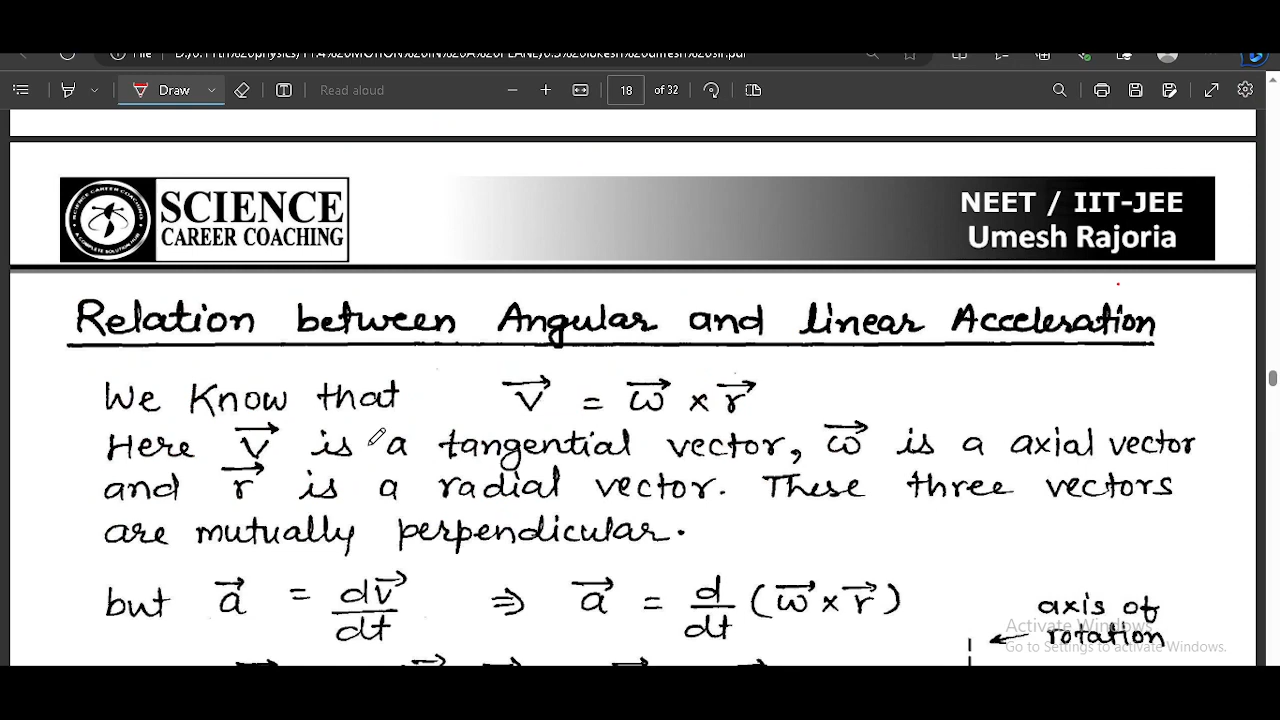 Draw
Read aloud
18
of 32
SCIENCE
CAREER COACHING
NEET / IIT-JEE
Umesh Rajoria
Relation between Angular and linear Acceleration
We Know that v⃗ = ω⃗ × r⃗
Here v⃗ is a tangential vector, ω⃗ is a axial vector
and r⃗ is a radial vector. These three vectors
are mutually perpendicular.
but a⃗ = dv⃗/dt ⇒ a⃗ = d/dt (ω⃗ × r⃗)
axis of
rotation
Activate Windows
Go to Settings to activate Windows.